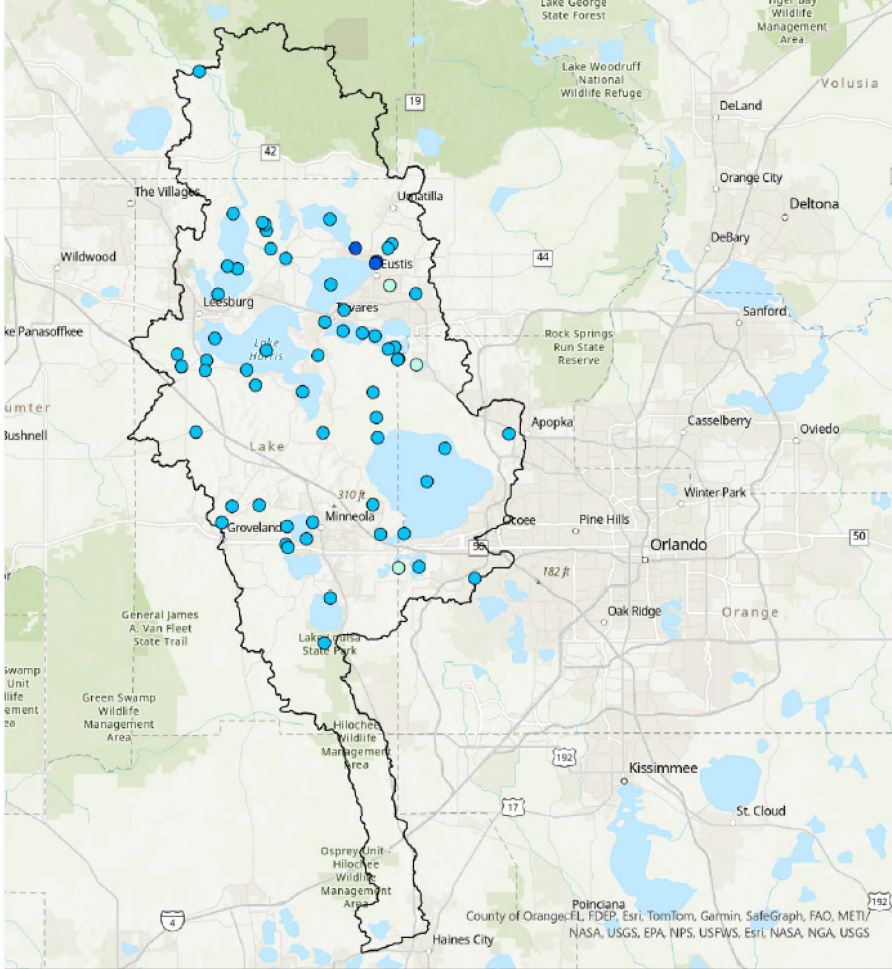 Lake George
State Forest
Tiger Bay
Wildlife
Management
Area
Lake Woodruff
National
Wildlife Refuge
Volusia
19
DeLand
42
The Villages
Umatilla
Orange City
Deltona
Wildwood
44
DeBary
Eustis
Leesburg
Tavares
Sanford
ke Panasoffkee
Lake
Harris
Rock Springs
Run State
Reserve
umter
Bushnell
Apopka
Casselberry
Oviedo
Lake
310 ft
Winter Park
Groveland
Minneola
Ocoee
Pine Hills
50
50
Orlando
182 ft
General James
A. Van Fleet
State Trail
Oak Ridge
Orange
Lake Louisa
State Park
Swamp
Unit
llife
ement
ea
Green Swamp
Wildlife
Management
Area
Hilochee
Wildlife
Management
Area
192
Kissimmee
17
St. Cloud
Osprey Unit-
Hilochee
Wildlife
Management
Area
4
Poinciana
192
County of Orange, FL, FDEP, Esri, TomTom, Garmin, SafeGraph, FAO, METI/
NASA, USGS, EPA, NPS, USFWS, Esri, NASA, NGA, USGS
Haines City